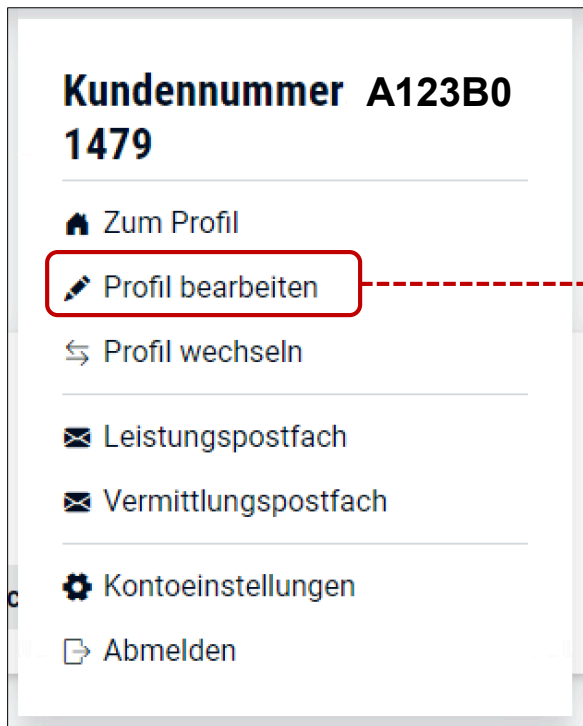 Kundennummer A123B0
1479
Zum Profil
Profil bearbeiten
Profil wechseln
Leistungspostfach
Vermittlungspostfach
Kontoeinstellungen
Abmelden
c